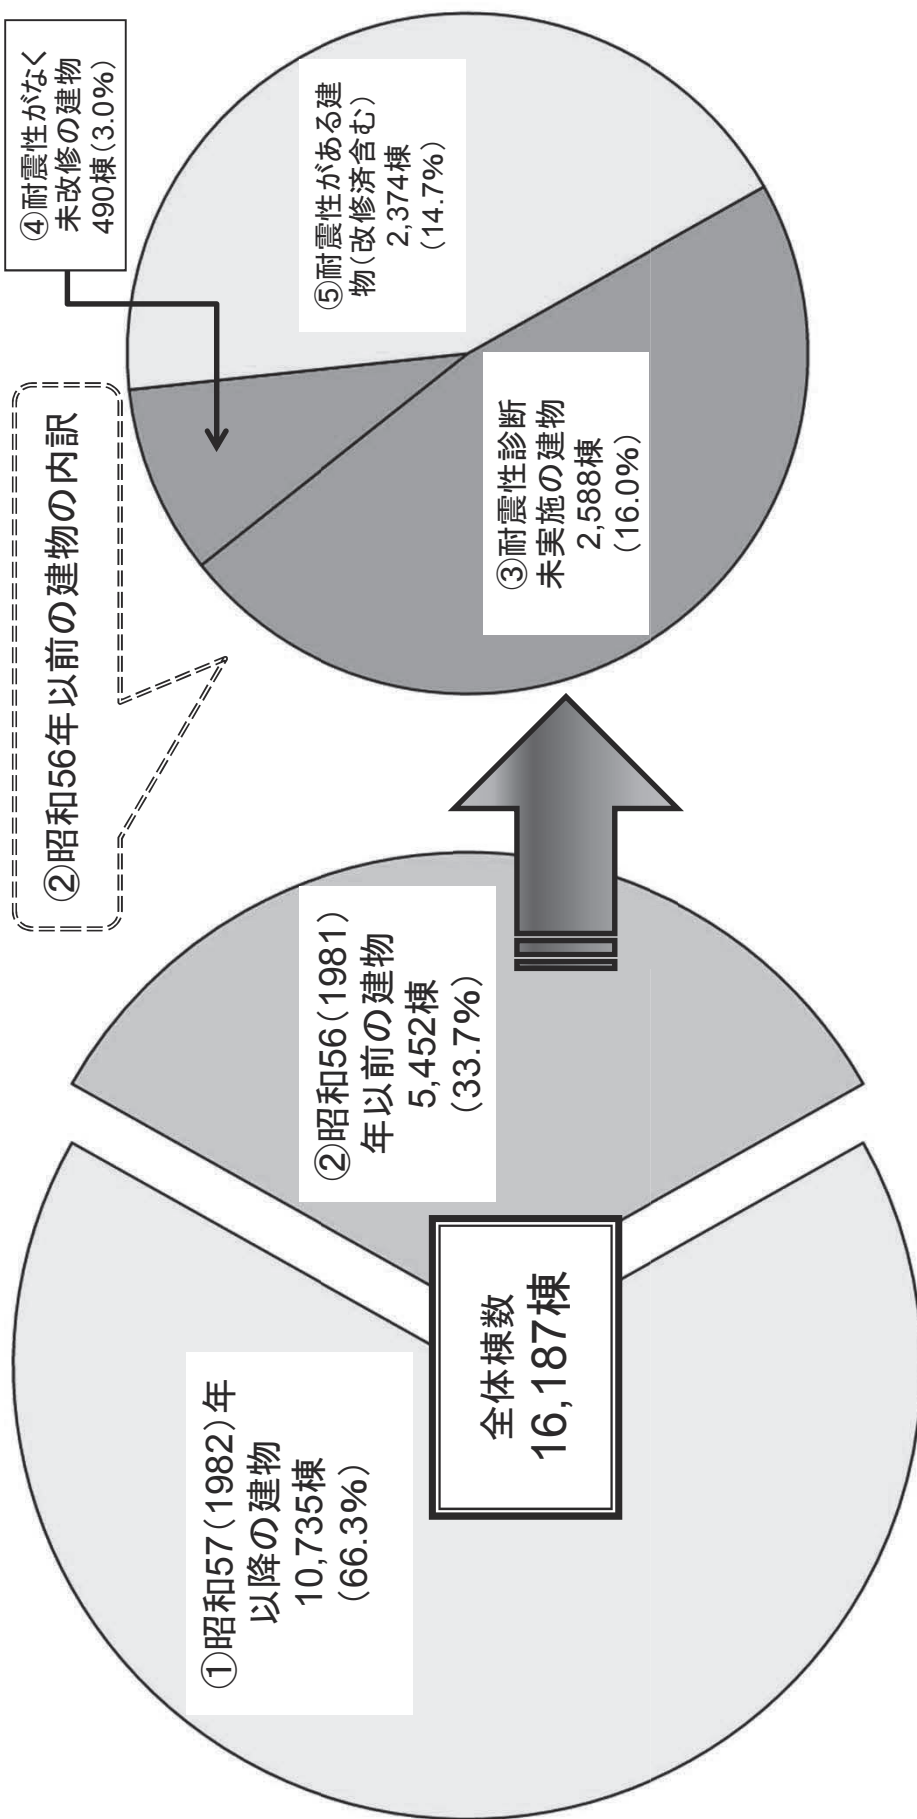 ①昭和57(1982)年
以降の建物
10,735棟
(66.3%)
全体棟数
16,187棟
②昭和56(1981)
年以前の建物
5,452棟
(33.7%)
②昭和56年以前の建物の内訳
③耐震性診断
未実施の建物
2,588棟
(16.0%)
④耐震性がなく
未改修の建物
490棟(3.0%)
⑤耐震性がある建
物(改修済含む)
2,374棟
(14.7%)